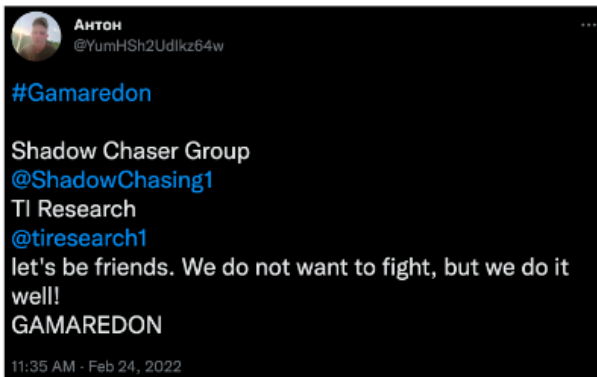 Антон
@YumHSh2Udlkz64w
#Gamaredon
Shadow Chaser Group
@ShadowChasing1
TI Research
@tiresearch1
let's be friends. We do not want to fight, but we do it
well!
GAMAREDON
11:35 AM - Feb 24, 2022